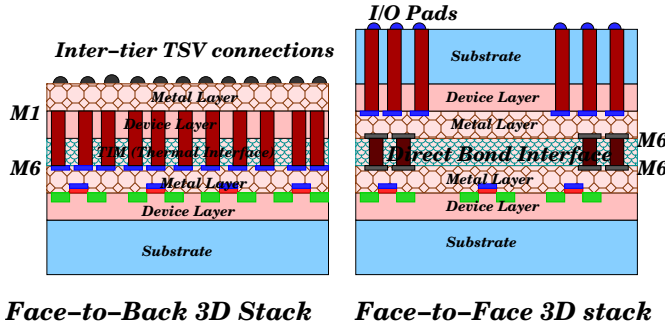 I/O Pads
Inter-tier TSV connections
Metal Layer
M1
Device Layer
TIM (Thermal Interface)
M6
Metal Layer
Device Layer
Substrate
Face-to-Back 3D Stack
Substrate
Device Layer
Metal Layer
M6
Direct Bond Interface
M6
Metal Layer
Device Layer
Substrate
Face-to-Face 3D stack